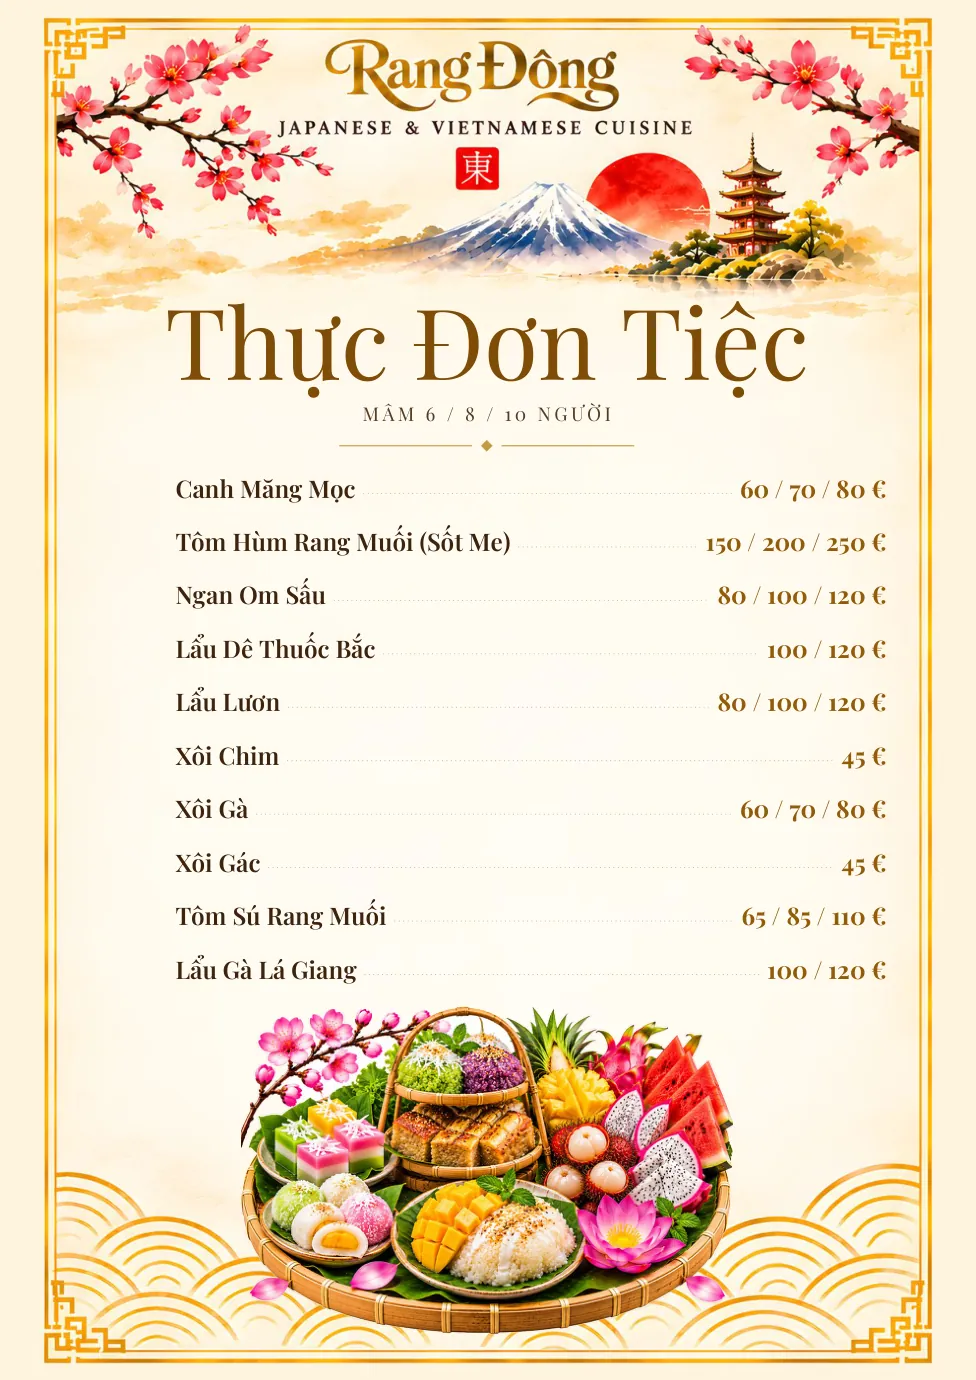 Rạng Đông
JAPANESE & VIETNAMESE CUISINE
東
Thực Đơn Tiệc
MÂM 6 / 8 / 10 NGƯỜI
Canh Măng Mọc 60 / 70 / 80 €
Tôm Hùm Rang Muối (Sốt Me) 150 / 200 / 250 €
Ngan Om Sấu 80 / 100 / 120 €
Lẩu Dê Thuốc Bắc 100 / 120 €
Lẩu Lươn 80 / 100 / 120 €
Xôi Chim 45 €
Xôi Gà 60 / 70 / 80 €
Xôi Gác 45 €
Tôm Sú Rang Muối 65 / 85 / 110 €
Lẩu Gà Lá Giang 100 / 120 €